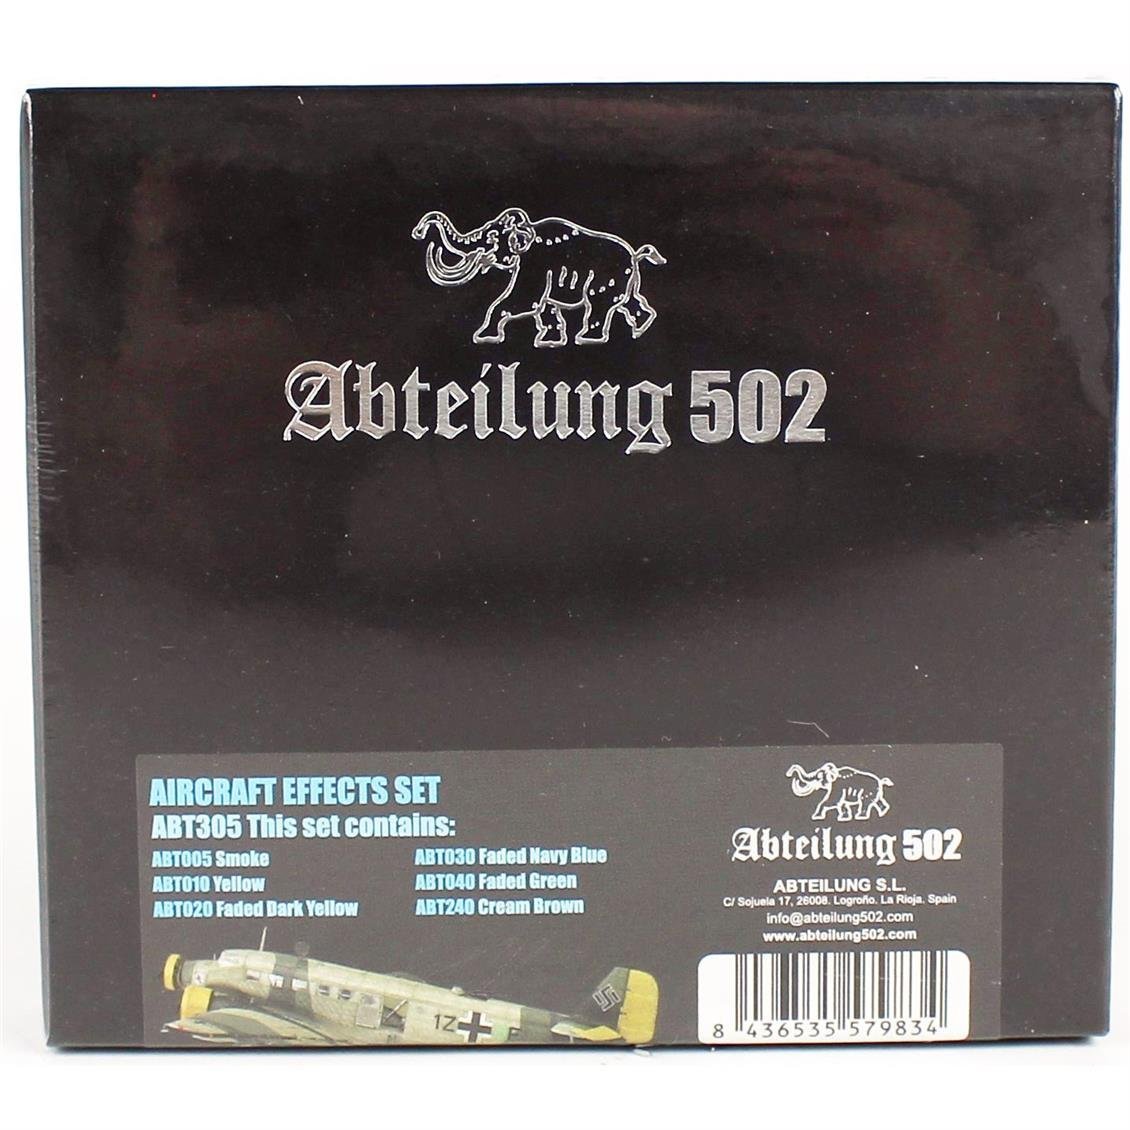 Abteilung 502
AIRCRAFT EFFECTS SET
ABT305 This set contains:
ABT005 Smoke
ABT010 Yellow
ABT020 Faded Dark Yellow
ABT030 Faded Navy Blue
ABT040 Faded Green
ABT240 Cream Brown
1Z
Abteilung 502
ABTEILUNG S.L.
C/ Sojuela 17, 26008. Logroño. La Rioja. Spain
info@abteilung502.com
www.abteilung502.com
8 436535 579834